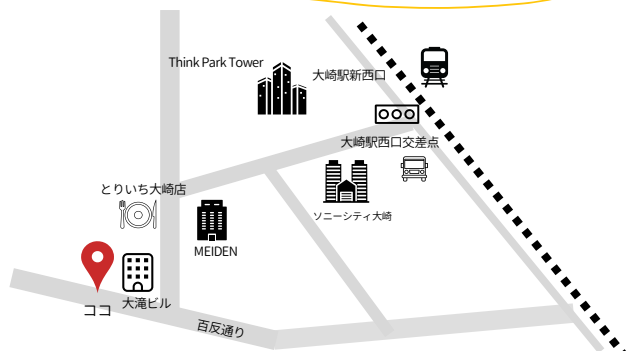 Think Park Tower
大崎駅新西口
大崎駅西口交差点
とりいち大崎店
ソニーシティ大崎
MEIDEN
大滝ビル
ココ
百反通り